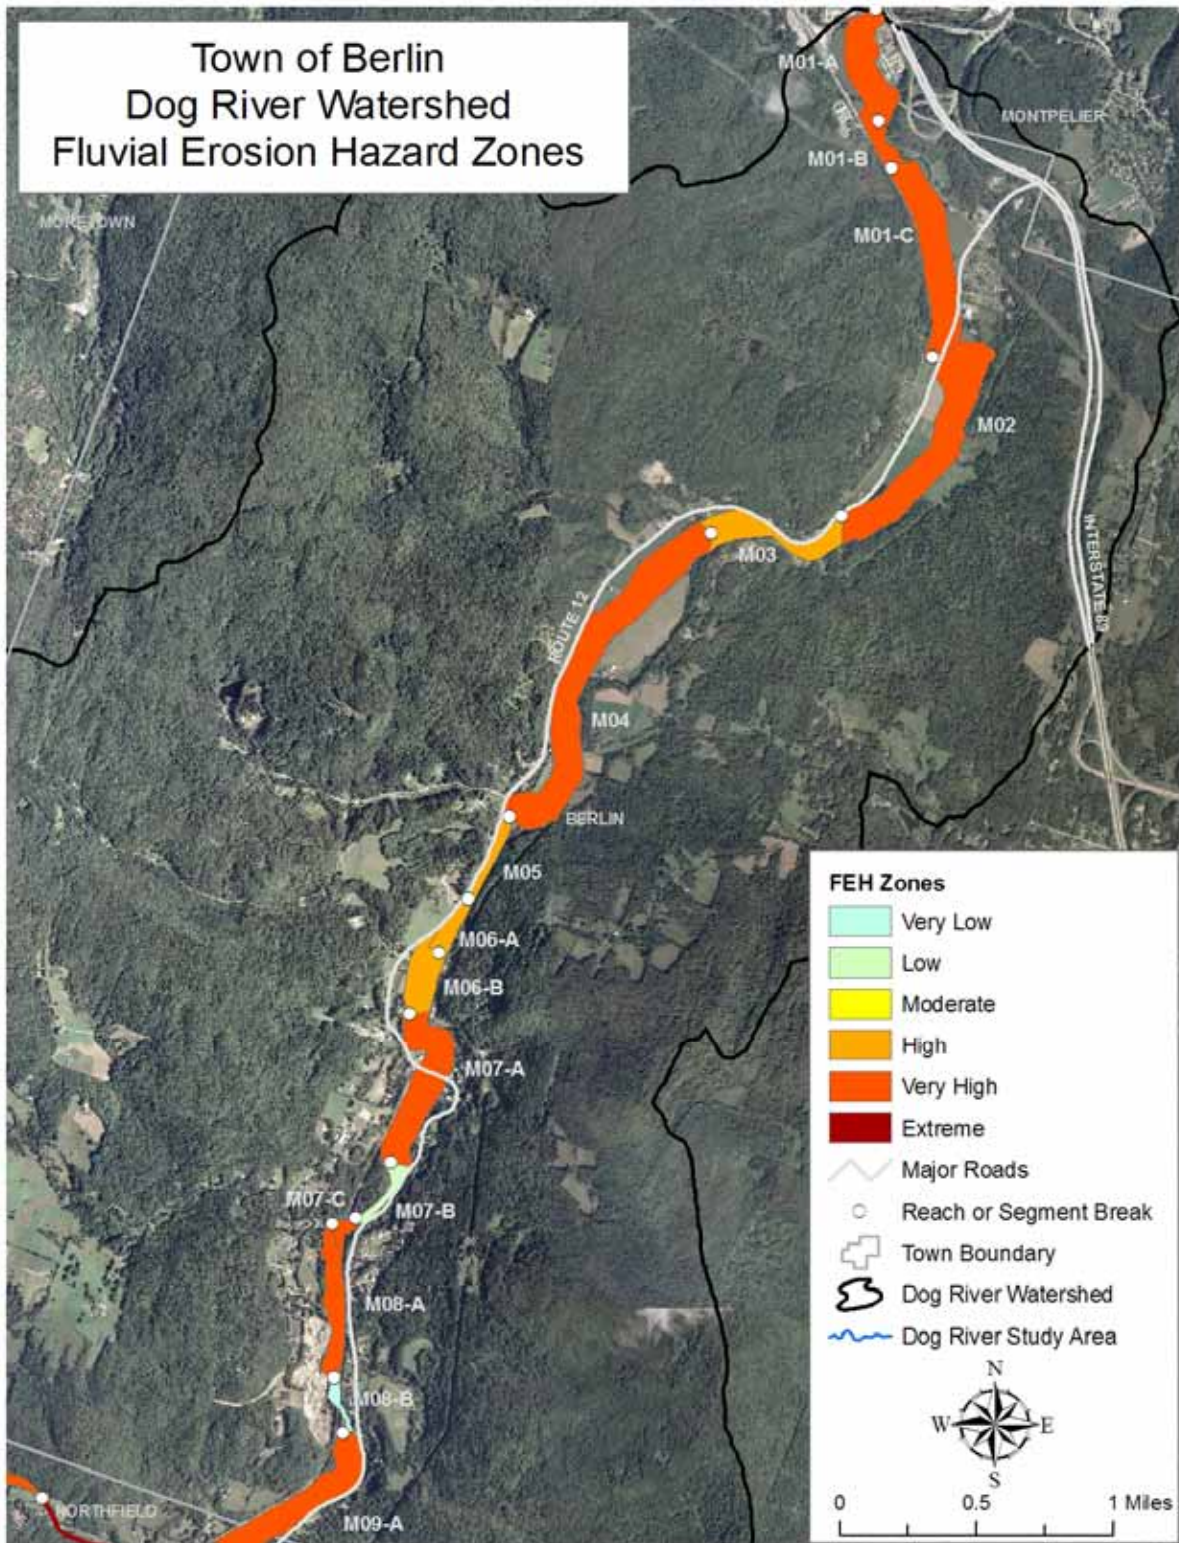 Town of Berlin
Dog River Watershed
Fluvial Erosion Hazard Zones
M01-A
MONTPELIER
M01-B
MORETOWN
M01-C
M02
M03
INTERSTATE 89
ROUTE 12
M04
BERLIN
M05
M06-A
M06-B
M07-A
M07-C
M07-B
M08-A
M08-B
NORTHFIELD
M09-A
FEH Zones
Very Low
Low
Moderate
High
Very High
Extreme
Major Roads
Reach or Segment Break
Town Boundary
Dog River Watershed
Dog River Study Area
N
W E
S
0 0.5 1 Miles